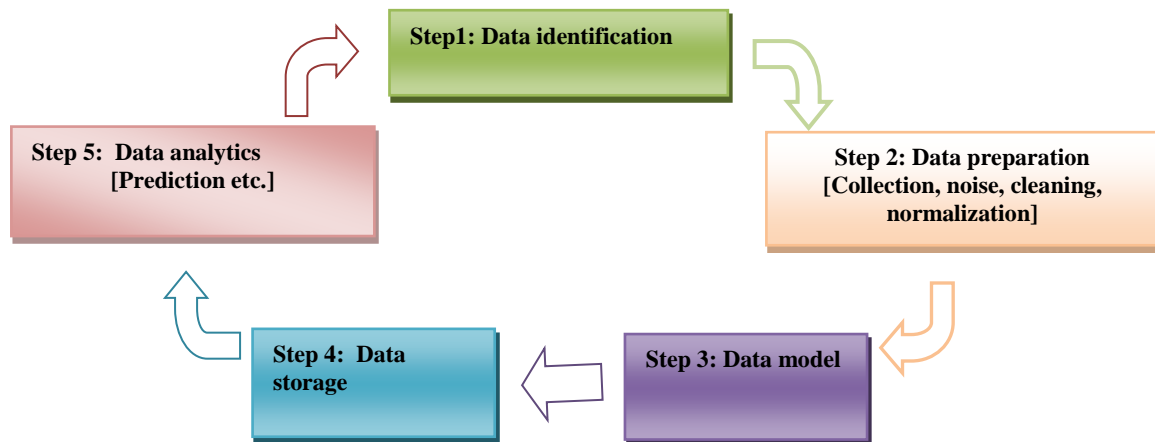 Step1: Data identification
Step 2: Data preparation
[Collection, noise, cleaning,
normalization]
Step 3: Data model
Step 4: Data
storage
Step 5: Data analytics
[Prediction etc.]